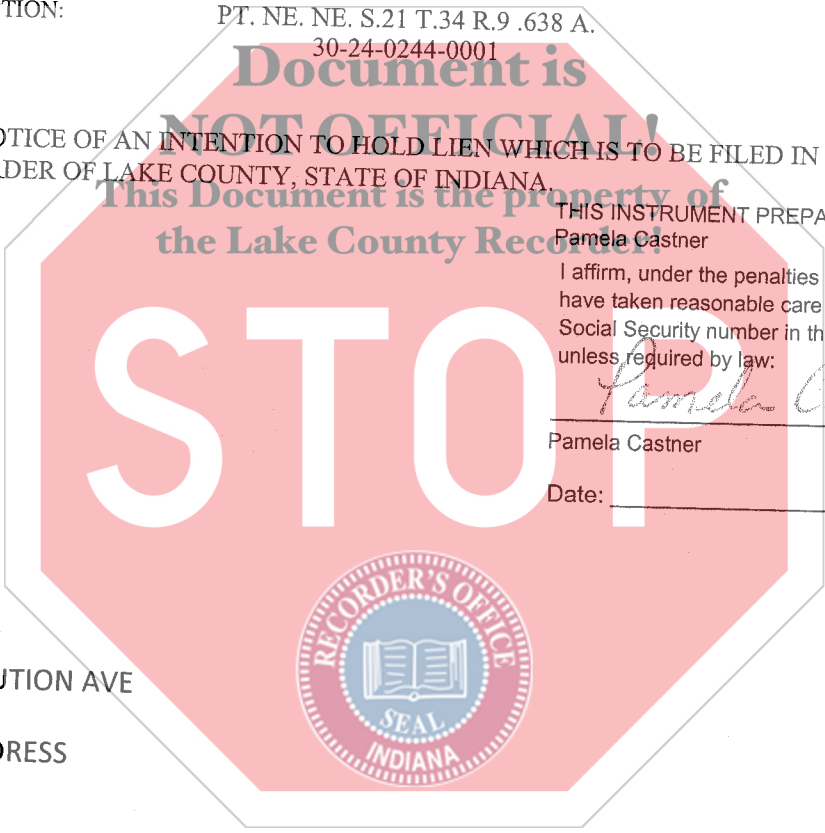 TION:
PT. NE. NE. S.21 T.34 R.9 .638 A.
30-24-0244-0001
Document is
NOT OFFICIAL!
OTICE OF AN INTENTION TO HOLD LIEN WHICH IS TO BE FILED IN
DER OF LAKE COUNTY, STATE OF INDIANA.
This Document is the property of
the Lake County Recorder!
THIS INSTRUMENT PREPA
Pamela Castner
I affirm, under the penalties
have taken reasonable care
Social Security number in th
unless required by law:
Pamela C
Pamela Castner
Date:
STOP
RECORDER'S OFFICE
SEAL
INDIANA
UTION AVE
DRESS